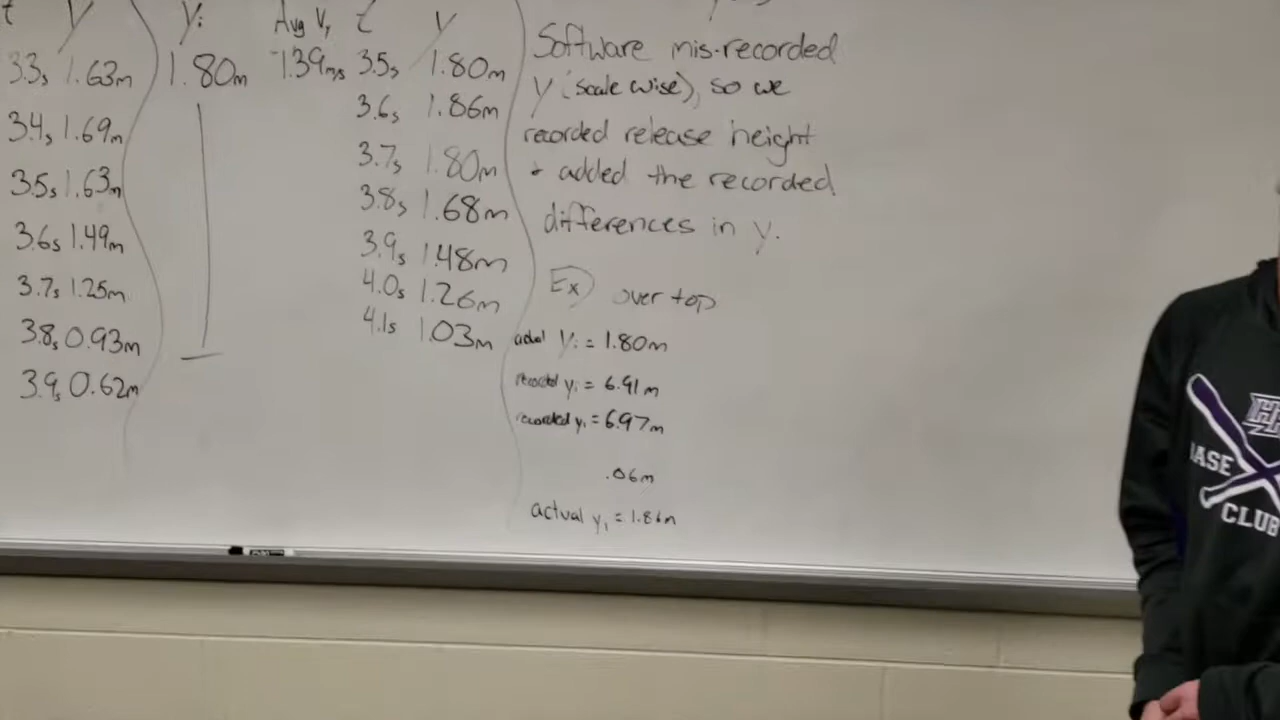 t y
3.3s 1.63m
3.4s 1.69m
3.5s 1.63m
3.6s 1.49m
3.7s 1.25m
3.8s 0.93m
3.9s 0.62m
yi
1.80m
Avg Vy
-1.39m/s
t y
3.5s 1.80m
3.6s 1.86m
3.7s 1.80m
3.8s 1.68m
3.9s 1.48m
4.0s 1.26m
4.1s 1.03m
Software mis-recorded
y (scale wise), so we
recorded release height
+ added the recorded
differences in y.
Ex) over top
actual yi = 1.80m
recorded yi = 6.91m
recorded y1 = 6.97m
.06m
actual y1 = 1.86m
BASE
CLUB